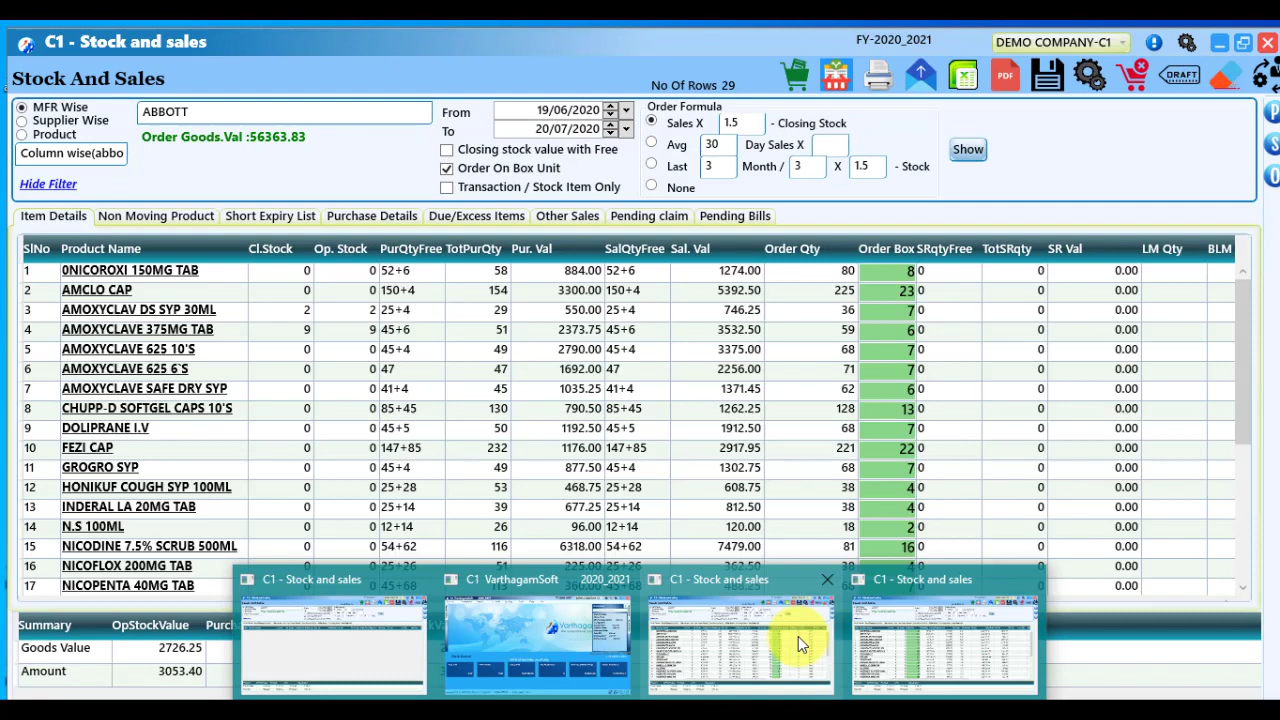 C1 - Stock and sales
FY-2020_2021
DEMO COMPANY-C1
Stock And Sales
No Of Rows 29
PDF
DRAFT
MFR Wise
Supplier Wise
Product
Column wise(abbo
Hide Filter
ABBOTT
Order Goods.Val :56363.83
From 19/06/2020
To 20/07/2020
Closing stock value with Free
Order On Box Unit
Transaction / Stock Item Only
Order Formula
Sales X 1.5 - Closing Stock
Avg 30 Day Sales X
Last 3 Month / 3 X 1.5 - Stock
None
Show
Item Details Non Moving Product Short Expiry List Purchase Details Due/Excess Items Other Sales Pending claim Pending Bills
SlNo Product Name Cl.Stock Op. Stock PurQtyFree TotPurQty Pur. Val SalQtyFree Sal. Val Order Qty Order Box SRqtyFree TotSRqty SR Val LM Qty BLM
1 0NICOROXI 150MG TAB 0 0 52+6 58 884.00 52+6 1274.00 80 8 0 0 0.00
2 AMCLO CAP 0 0 150+4 154 3300.00 150+4 5392.50 225 23 0 0 0.00
3 AMOXYCLAV DS SYP 30ML 2 2 25+4 29 550.00 25+4 746.25 36 7 0 0 0.00
4 AMOXYCLAVE 375MG TAB 9 9 45+6 51 2373.75 45+6 3532.50 59 6 0 0 0.00
5 AMOXYCLAVE 625 10'S 0 0 45+4 49 2790.00 45+4 3375.00 68 7 0 0 0.00
6 AMOXYCLAVE 625 6`S 0 0 47 47 1692.00 47 2256.00 71 7 0 0 0.00
7 AMOXYCLAVE SAFE DRY SYP 0 0 41+4 45 1035.25 41+4 1371.45 62 6 0 0 0.00
8 CHUPP-D SOFTGEL CAPS 10'S 0 0 85+45 130 790.50 85+45 1262.25 128 13 0 0 0.00
9 DOLIPRANE I.V 0 0 45+5 50 1192.50 45+5 1912.50 68 7 0 0 0.00
10 FEZI CAP 0 0 147+85 232 1176.00 147+85 2917.95 221 22 0 0 0.00
11 GROGRO SYP 0 0 45+4 49 877.50 45+4 1302.75 68 7 0 0 0.00
12 HONIKUF COUGH SYP 100ML 0 0 25+28 53 468.75 25+28 608.75 38 4 0 0 0.00
13 INDERAL LA 20MG TAB 0 0 25+14 39 677.25 25+14 812.50 38 4 0 0 0.00
14 N.S 100ML 0 0 12+14 26 96.00 12+14 120.00 18 2 0 0 0.00
15 NICODINE 7.5% SCRUB 500ML 0 0 54+62 116 6318.00 54+62 7479.00 81 16 0 0 0.00
16 NICOFLOX 200MG TAB 0 0 0.00
17 NICOPENTA 40MG TAB 0 0 0.00
C1 - Stock and sales
C1 VarthagamSoft 2020_2021
C1 - Stock and sales
C1 - Stock and sales
Summary OpStockValue
Goods Value 2726.25
Amount 3053.40